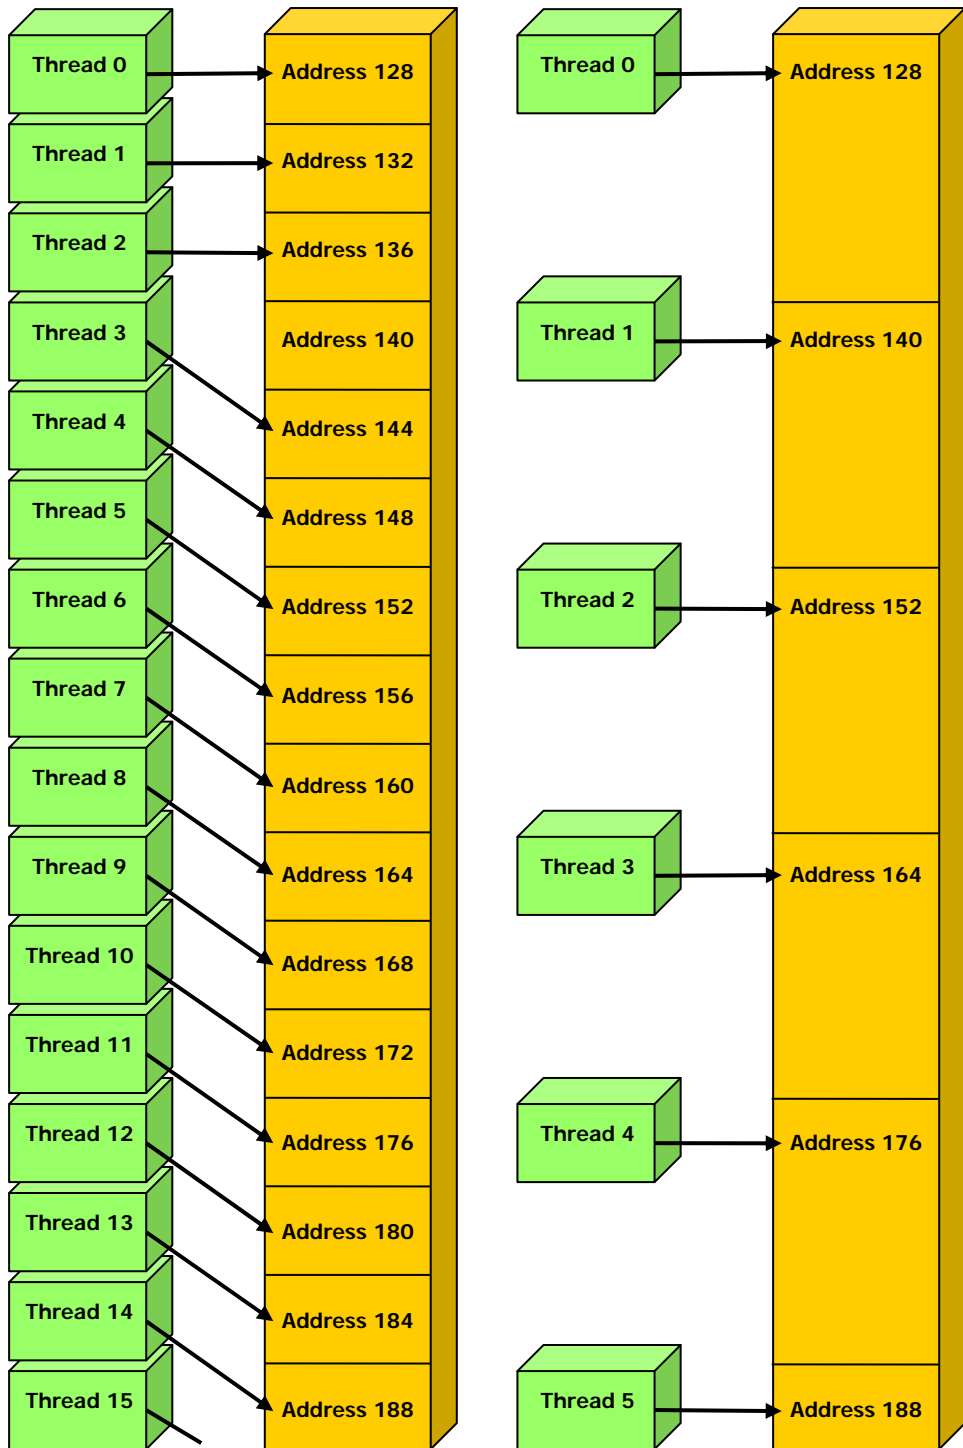 Thread 0
Address 128
Thread 1
Address 132
Thread 2
Address 136
Thread 3
Address 140
Thread 4
Address 144
Thread 5
Address 148
Thread 6
Address 152
Thread 7
Address 156
Thread 8
Address 160
Thread 9
Address 164
Thread 10
Address 168
Thread 11
Address 172
Thread 12
Address 176
Thread 13
Address 180
Thread 14
Address 184
Thread 15
Address 188
Thread 0
Address 128
Thread 1
Address 140
Thread 2
Address 152
Thread 3
Address 164
Thread 4
Address 176
Thread 5
Address 188